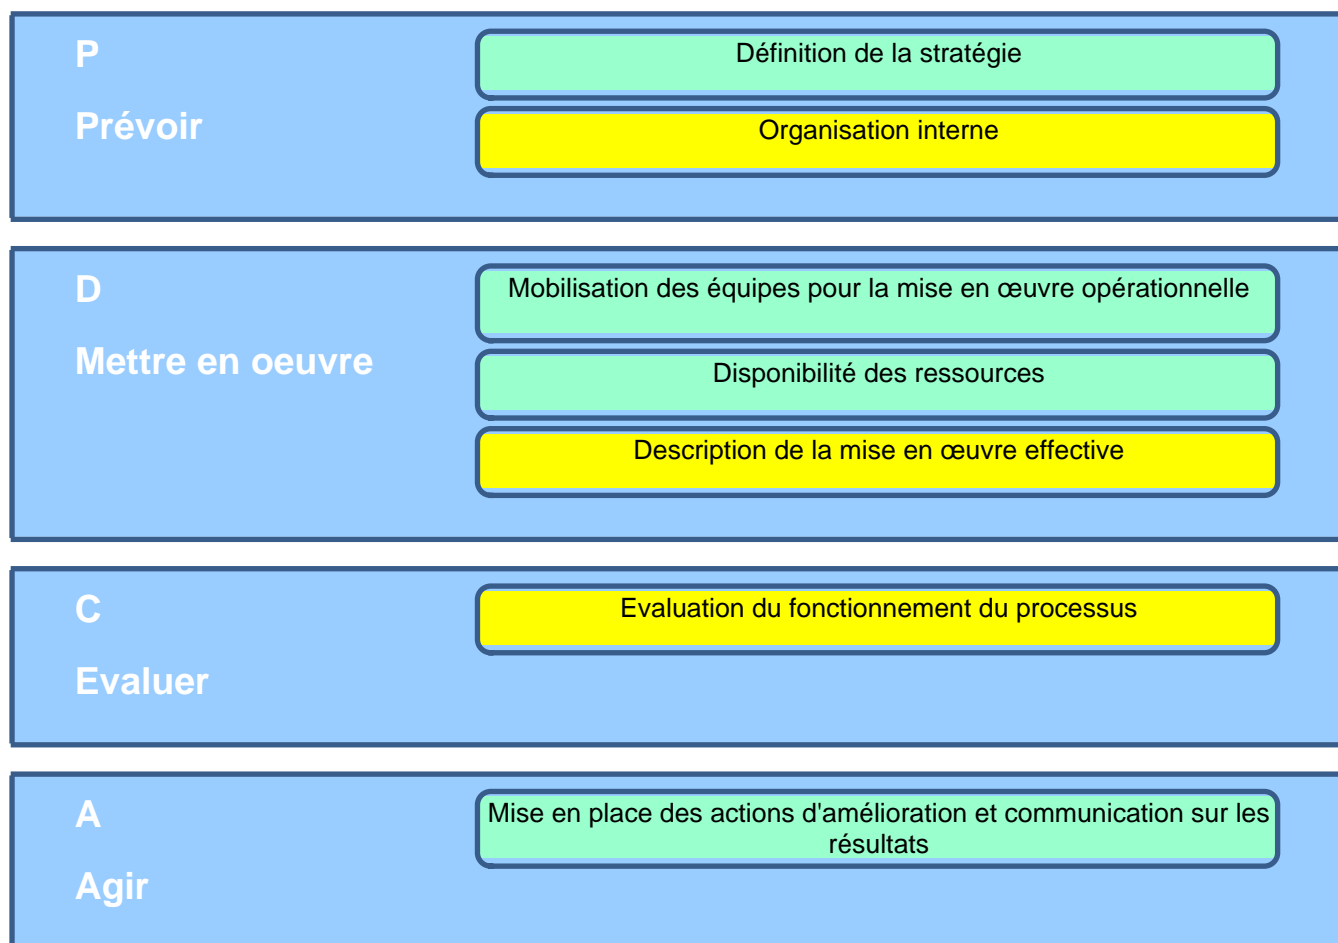 P
Prévoir
Définition de la stratégie
Organisation interne
D
Mettre en oeuvre
Mobilisation des équipes pour la mise en œuvre opérationnelle
Disponibilité des ressources
Description de la mise en œuvre effective
C
Evaluer
Evaluation du fonctionnement du processus
A
Agir
Mise en place des actions d'amélioration et communication sur les
résultats